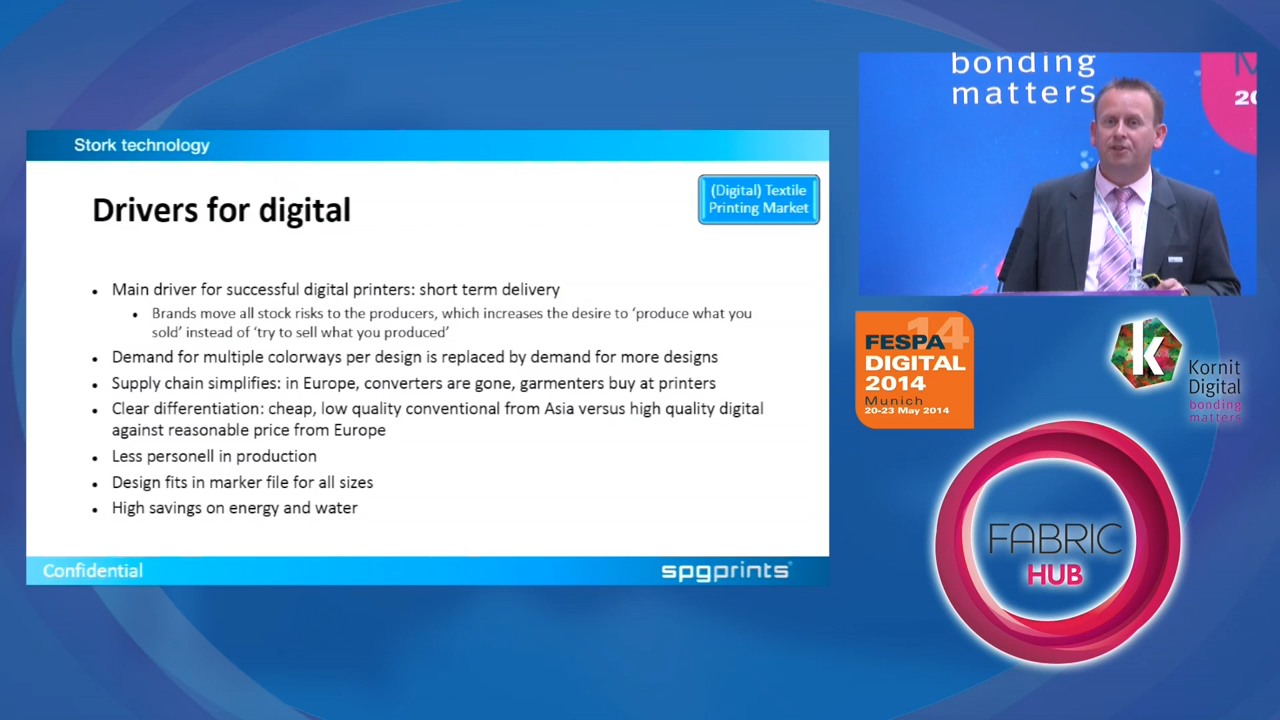 bonding
matters
M
20
Stork technology
(Digital) Textile
Printing Market
Drivers for digital
• Main driver for successful digital printers: short term delivery
• Brands move all stock risks to the producers, which increases the desire to ‘produce what you
sold’ instead of ‘try to sell what you produced’
• Demand for multiple colorways per design is replaced by demand for more designs
• Supply chain simplifies: in Europe, converters are gone, garmenters buy at printers
• Clear differentiation: cheap, low quality conventional from Asia versus high quality digital
against reasonable price from Europe
• Less personell in production
• Design fits in marker file for all sizes
• High savings on energy and water
Confidential
spgprints®
14
FESPA
DIGITAL
2014
Munich
20-23 May 2014
k
Kornit
Digital
bonding
matters
FABRIC
HUB